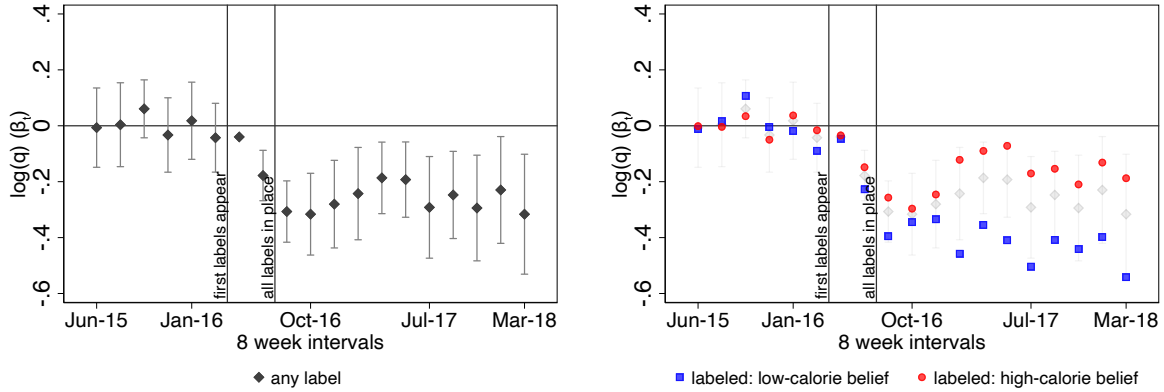 .4
.2
0
-.2
-.4
-.6
log(q) (βt)
first labels appear
all labels in place
Jun-15 Jan-16 Oct-16 Jul-17 Mar-18
8 week intervals
any label
.4
.2
0
-.2
-.4
-.6
log(q) (βt)
first labels appear
all labels in place
Jun-15 Jan-16 Oct-16 Jul-17 Mar-18
8 week intervals
labeled: low-calorie belief labeled: high-calorie belief